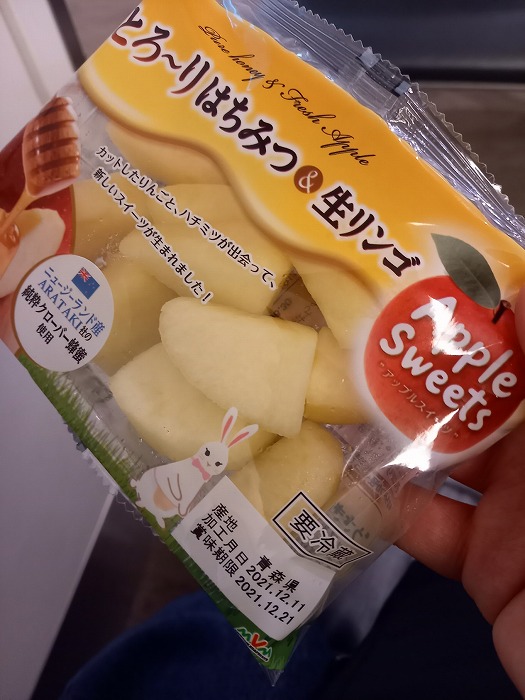 Pure honey & Fresh Apple
とろ〜りはちみつ&生リンゴ
カットしたりんごと、ハチミツが出会って、
新しいスイーツが生まれました!
ニュージーランド産
ARATAKI社の
純粋クローバー蜂蜜
使用
Apple
Sweets
-アップルスイーツ-
要冷蔵
産地 青森県
加工月日 2021.12.11
賞味期限 2021.12.21
MVM